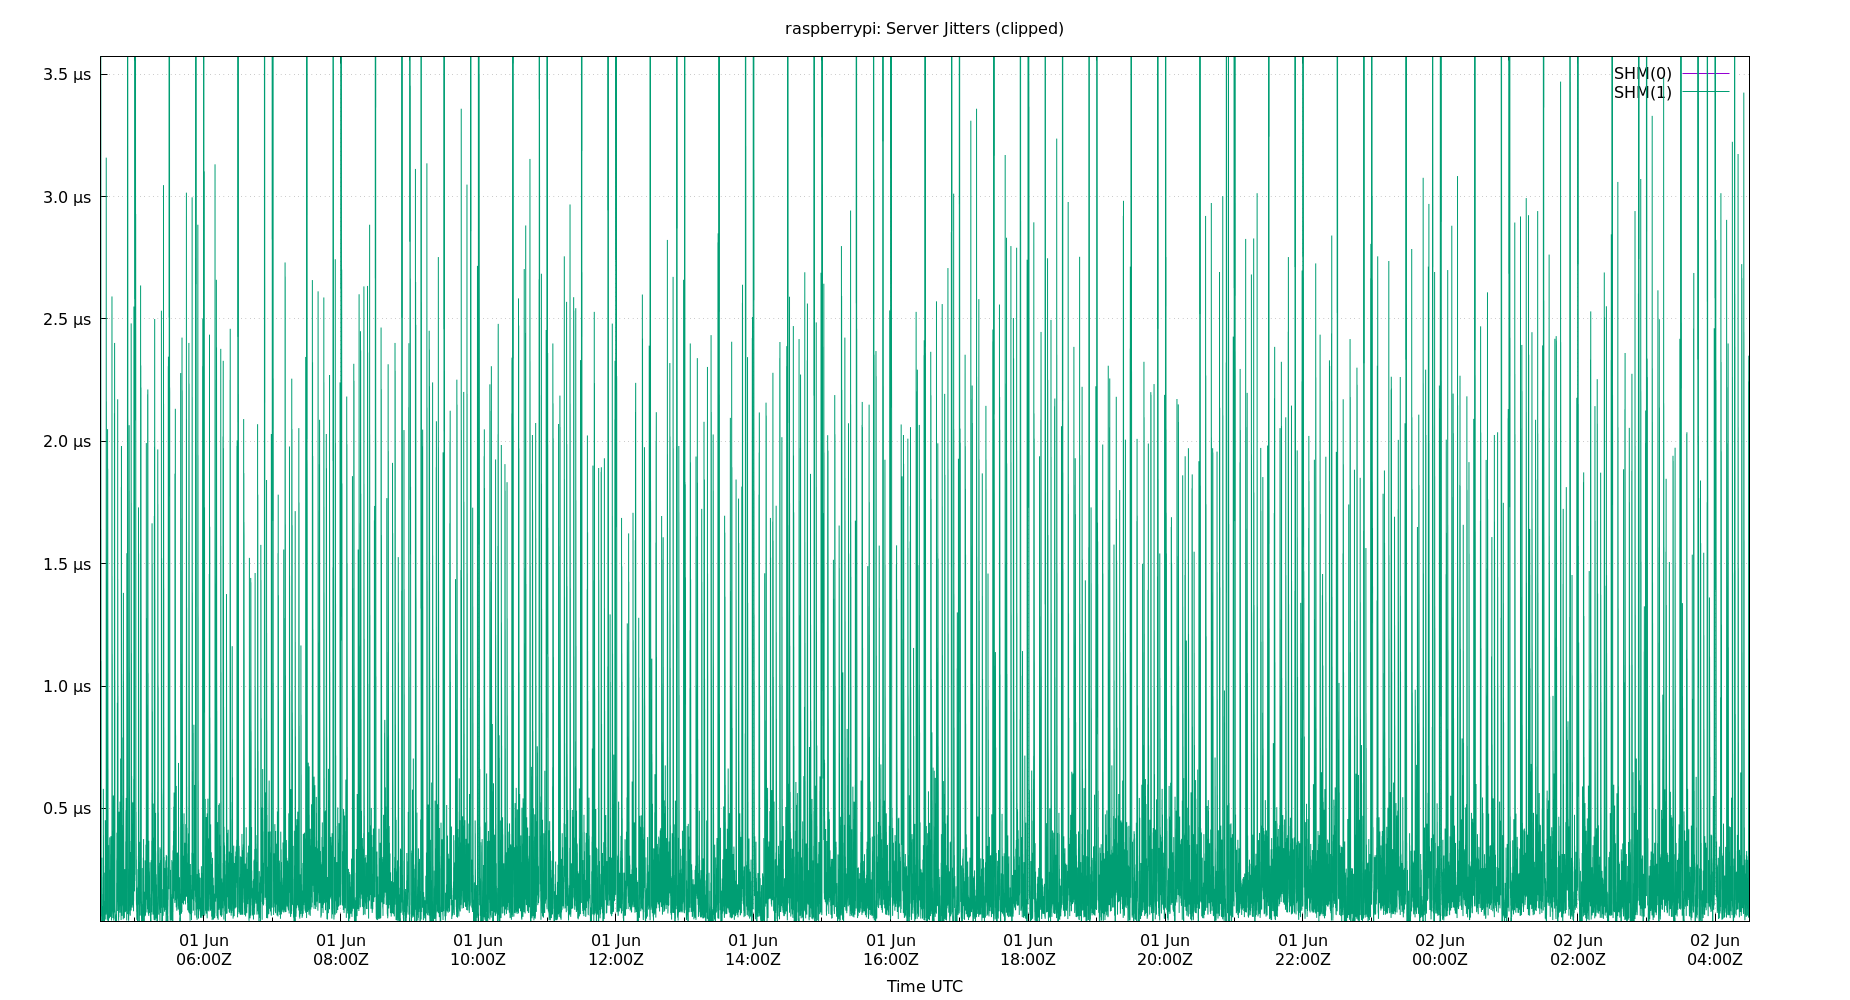 raspberrypi: Server Jitters (clipped)
3.5 µs
3.0 µs
2.5 µs
2.0 µs
1.5 µs
1.0 µs
0.5 µs
SHM(0)
SHM(1)
01 Jun 01 Jun 01 Jun 01 Jun 01 Jun 01 Jun 01 Jun 01 Jun 01 Jun 02 Jun 02 Jun 02 Jun
06:00Z 08:00Z 10:00Z 12:00Z 14:00Z 16:00Z 18:00Z 20:00Z 22:00Z 00:00Z 02:00Z 04:00Z
Time UTC